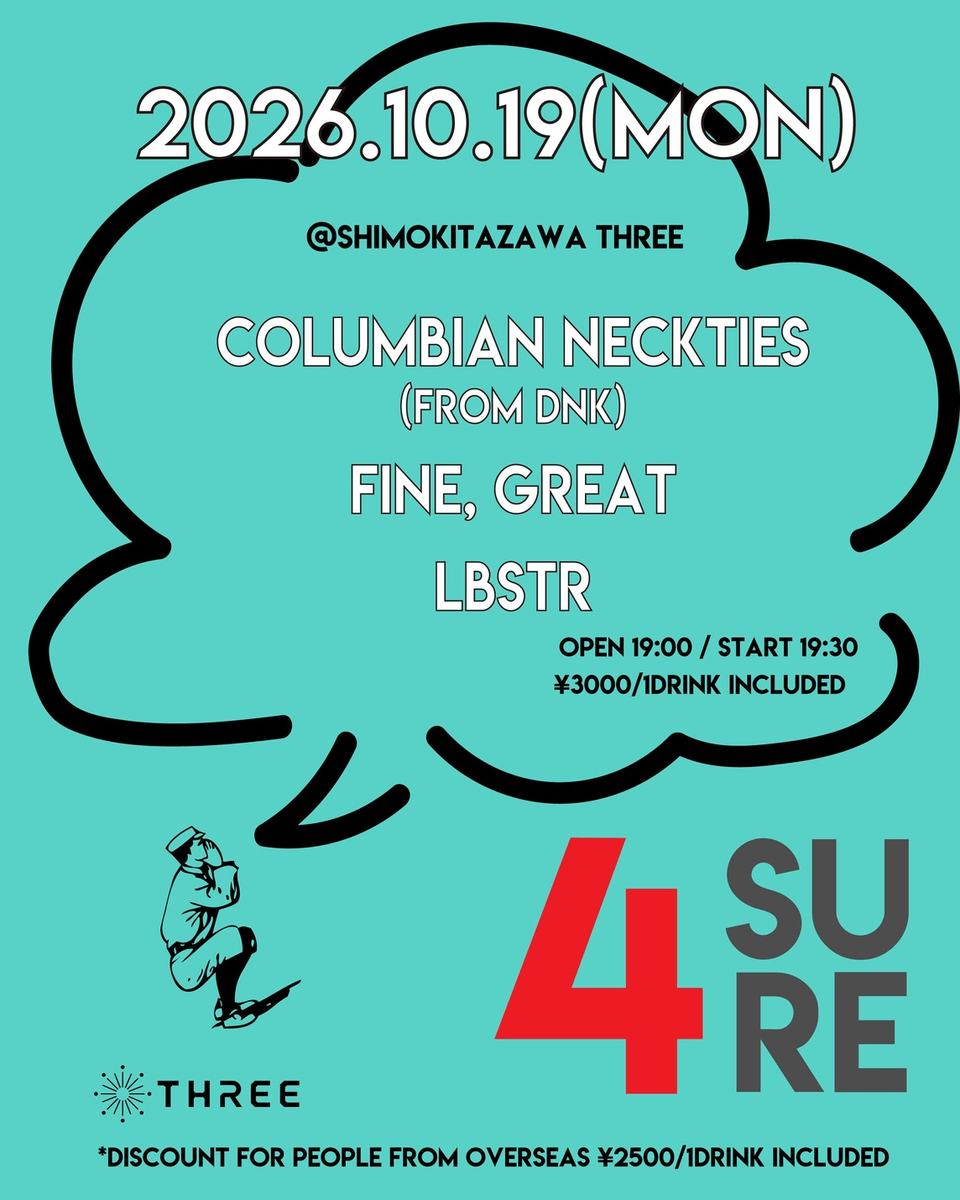 2026.10.19(MON)
@SHIMOKITAZAWA THREE
COLUMBIAN NECKTIES
(FROM DNK)
FINE, GREAT
LBSTR
OPEN 19:00 / START 19:30
¥3000/1DRINK INCLUDED
4 SU
RE
THREE
*DISCOUNT FOR PEOPLE FROM OVERSEAS ¥2500/1DRINK INCLUDED